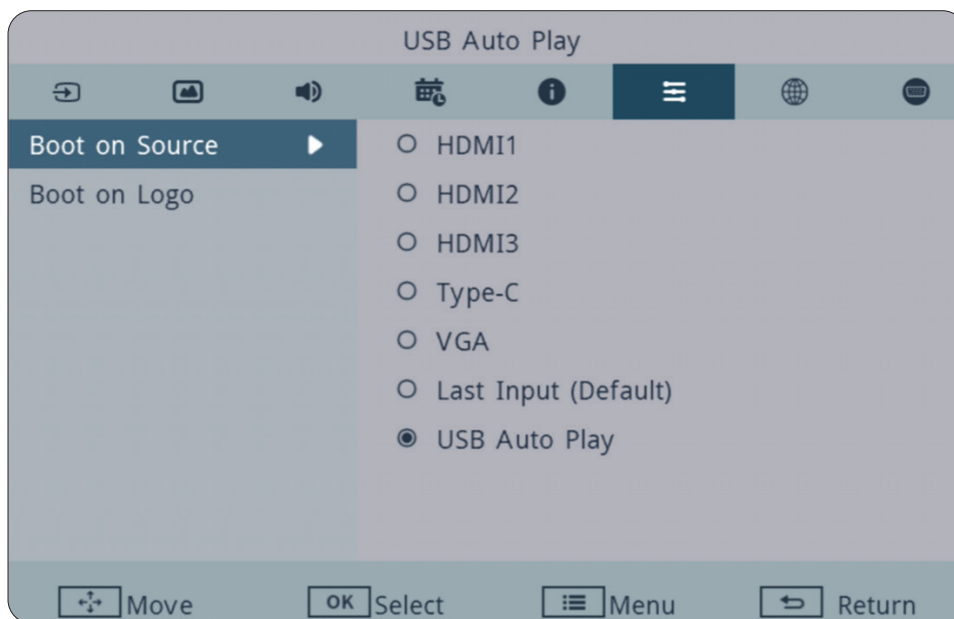 USB Auto Play
Boot on Source
HDMI1
Boot on Logo
HDMI2
HDMI3
Type-C
VGA
Last Input (Default)
USB Auto Play
Move
OK Select
Menu
Return